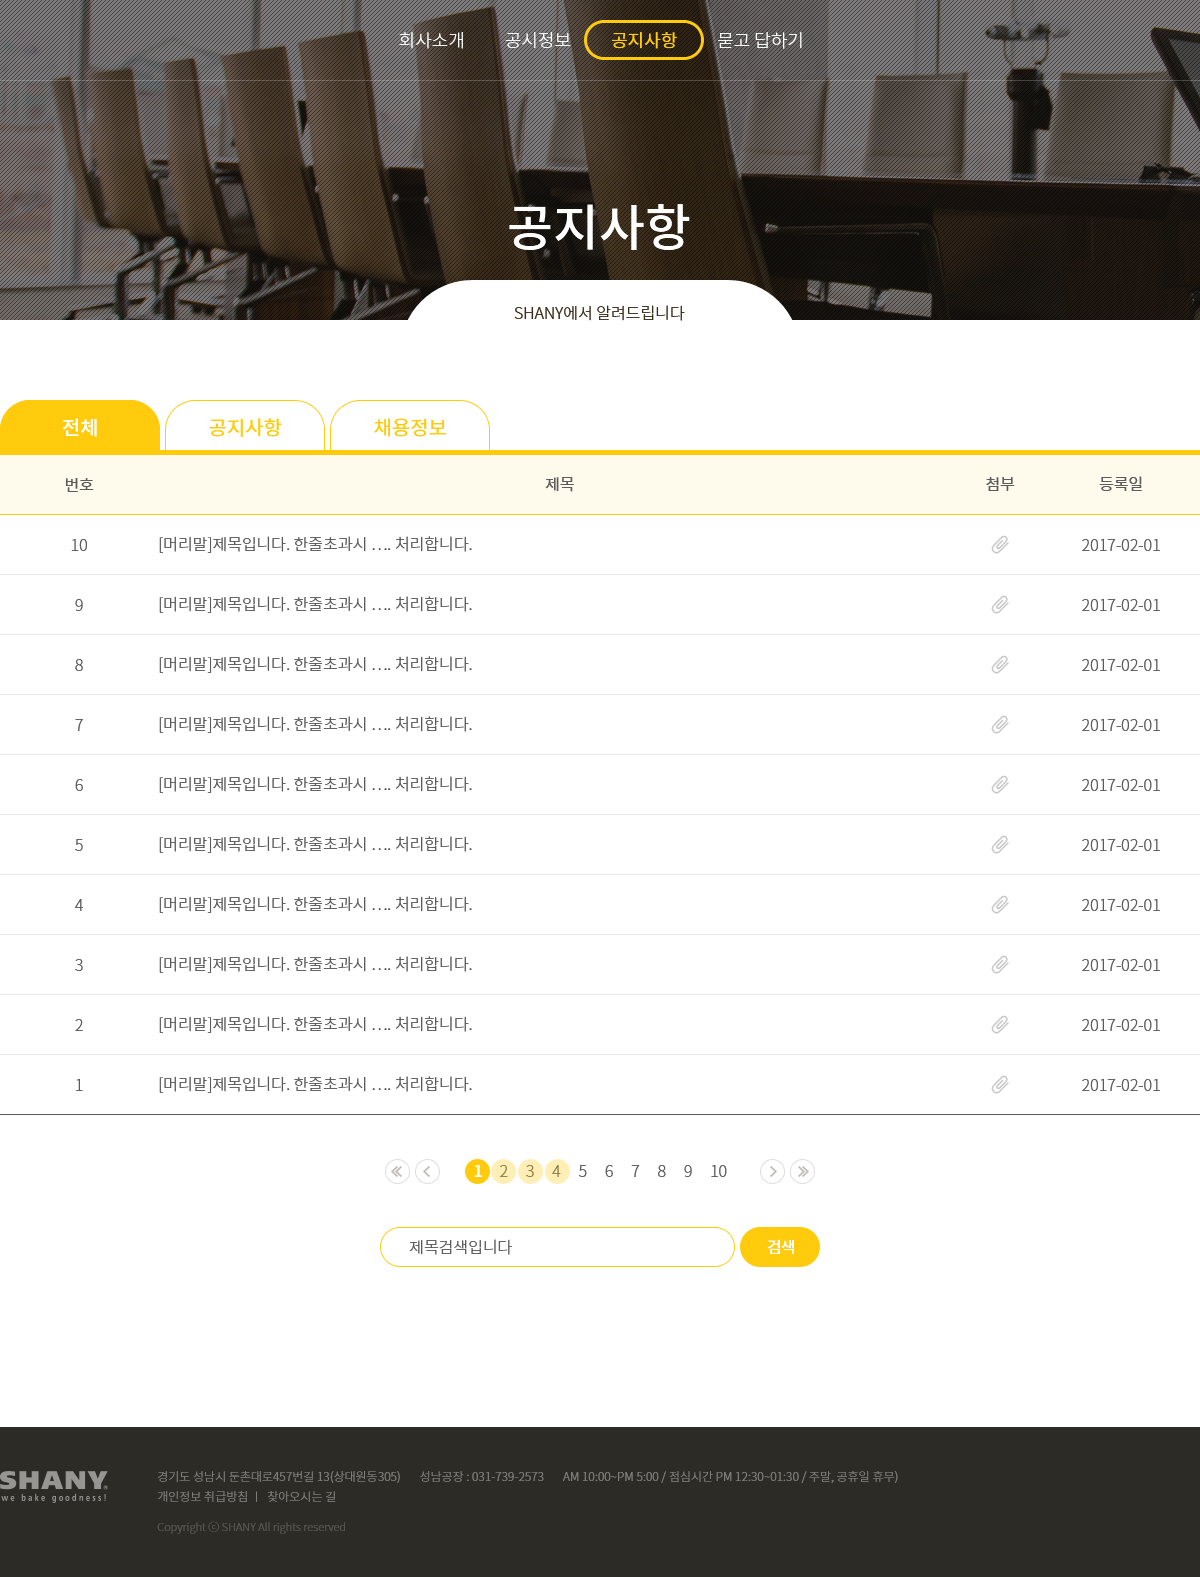 회사소개 공시정보 공지사항 묻고 답하기
공지사항
SHANY에서 알려드립니다
전체 공지사항 채용정보
번호 제목 첨부 등록일
10 [머리말]제목입니다. 한줄초과시 .... 처리합니다. 2017-02-01
9 [머리말]제목입니다. 한줄초과시 .... 처리합니다. 2017-02-01
8 [머리말]제목입니다. 한줄초과시 .... 처리합니다. 2017-02-01
7 [머리말]제목입니다. 한줄초과시 .... 처리합니다. 2017-02-01
6 [머리말]제목입니다. 한줄초과시 .... 처리합니다. 2017-02-01
5 [머리말]제목입니다. 한줄초과시 .... 처리합니다. 2017-02-01
4 [머리말]제목입니다. 한줄초과시 .... 처리합니다. 2017-02-01
3 [머리말]제목입니다. 한줄초과시 .... 처리합니다. 2017-02-01
2 [머리말]제목입니다. 한줄초과시 .... 처리합니다. 2017-02-01
1 [머리말]제목입니다. 한줄초과시 .... 처리합니다. 2017-02-01
1 2 3 4 5 6 7 8 9 10
제목검색입니다 검색
SHANY®
we bake goodness!
경기도 성남시 둔촌대로457번길 13(상대원동305) 성남공장 : 031-739-2573 AM 10:00~PM 5:00 / 점심시간 PM 12:30~01:30 / 주말, 공휴일 휴무)
개인정보 취급방침 | 찾아오시는 길
Copyright ⓒ SHANY All rights reserved